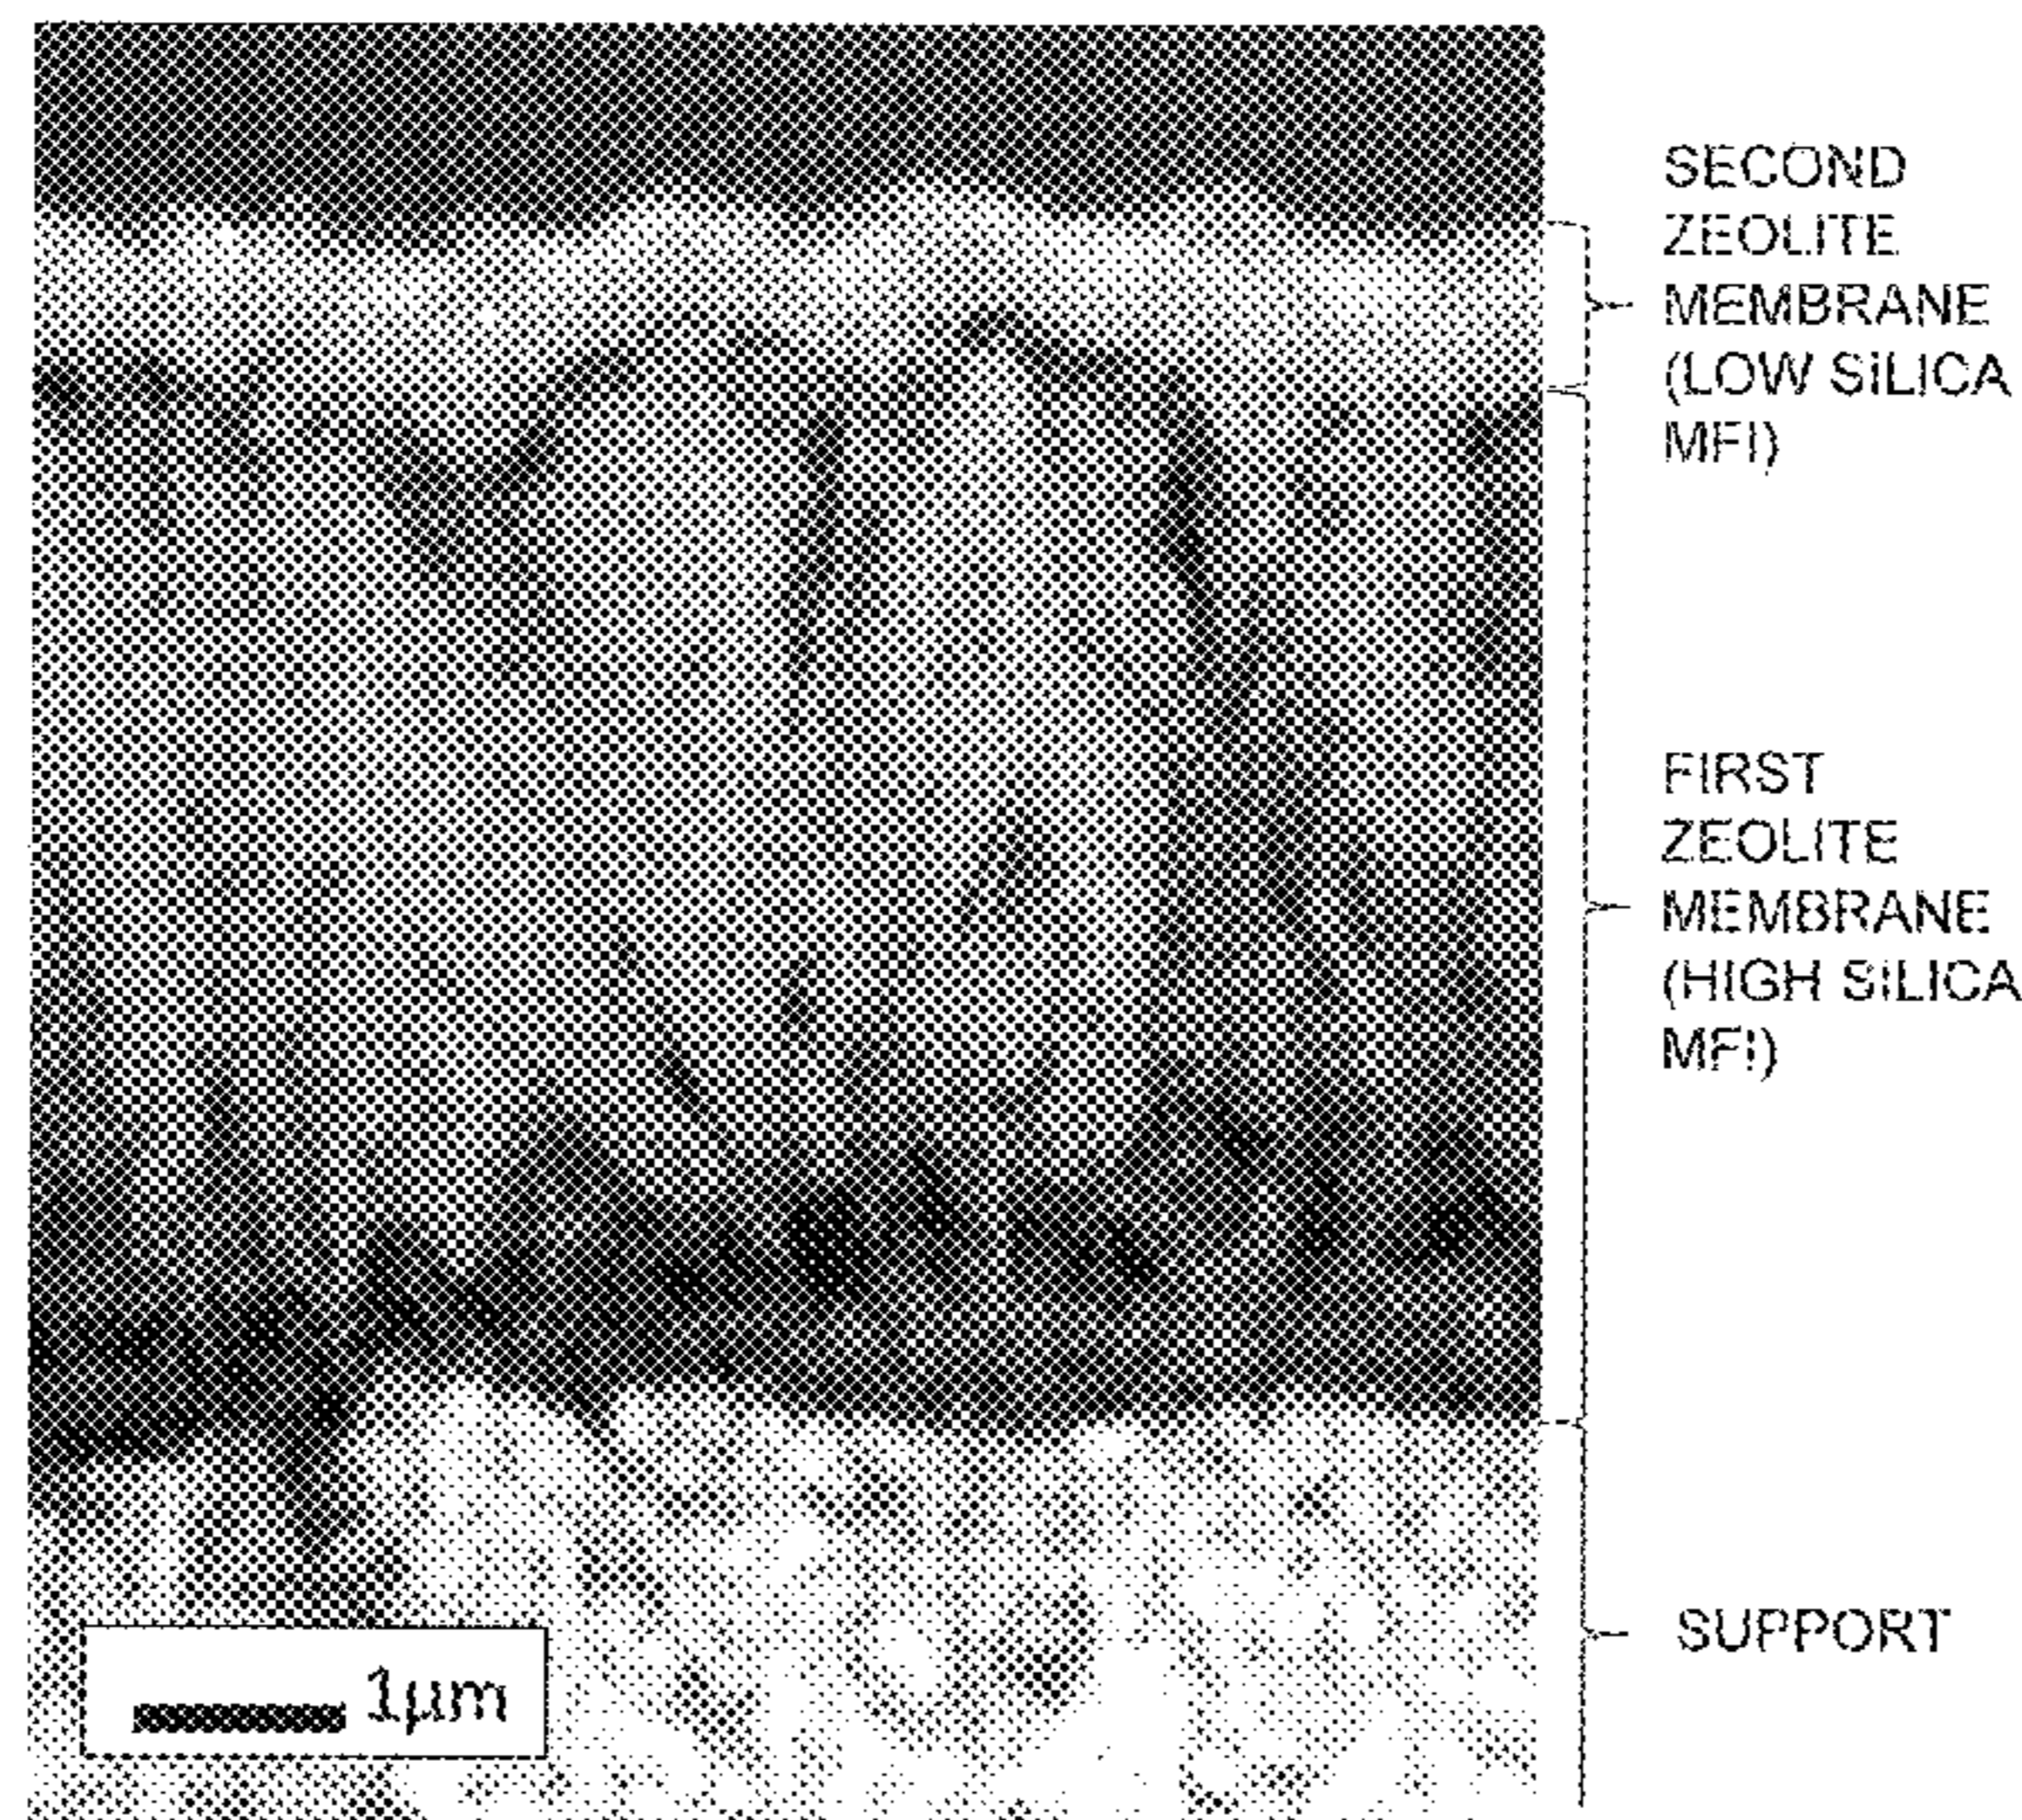 SECOND
ZEOLITE
MEMBRANE
(LOW SILICA
MFI)
FIRST
ZEOLITE
MEMBRANE
(HIGH SILICA
MFI)
SUPPORT
1μm